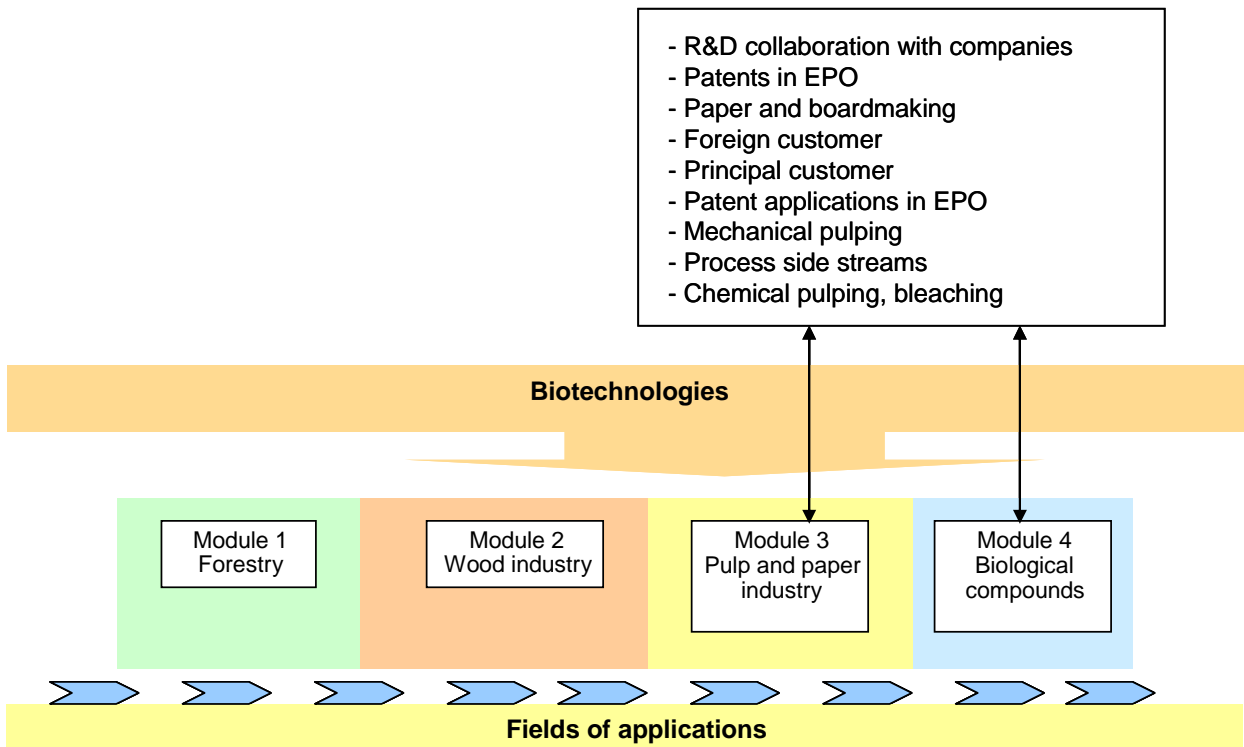 - R&D collaboration with companies
- Patents in EPO
- Paper and boardmaking
- Foreign customer
- Principal customer
- Patent applications in EPO
- Mechanical pulping
- Process side streams
- Chemical pulping, bleaching
Biotechnologies
Module 1
Forestry
Module 2
Wood industry
Module 3
Pulp and paper
industry
Module 4
Biological
compounds
Fields of applications